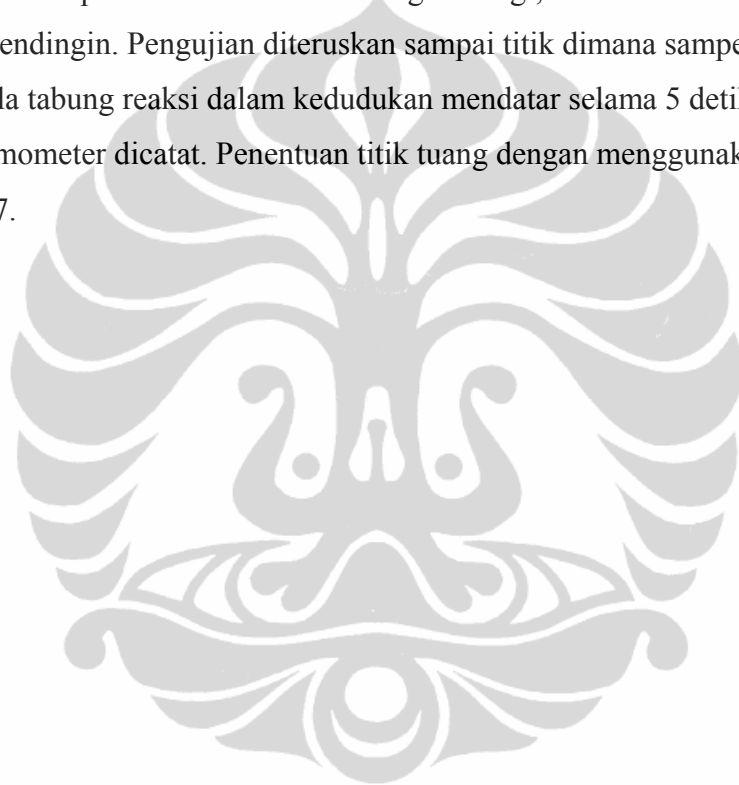 endingin. Pengujian diteruskan sampai titik dimana sampe
la tabung reaksi dalam kedudukan mendatar selama 5 deti
mometer dicatat. Penentuan titik tuang dengan menggunak
7.